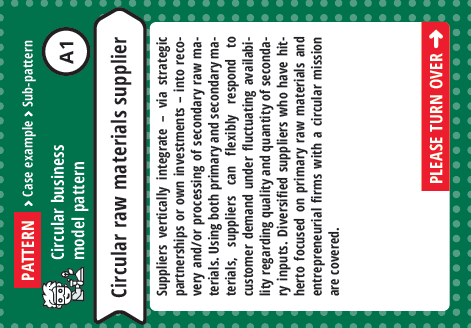 PATTERN > Case example > Sub-pattern
Circular business
model pattern
A1
Circular raw materials supplier
Suppliers vertically integrate – via strategic
partnerships or own investments – into reco-
very and/or processing of secondary raw ma-
terials. Using both primary and secondary ma-
terials, suppliers can flexibly respond to
customer demand under fluctuating availabi-
lity regarding quality and quantity of seconda-
ry inputs. Diversified suppliers who have hit-
herto focused on primary raw materials and
entrepreneurial firms with a circular mission
are covered.
PLEASE TURN OVER →